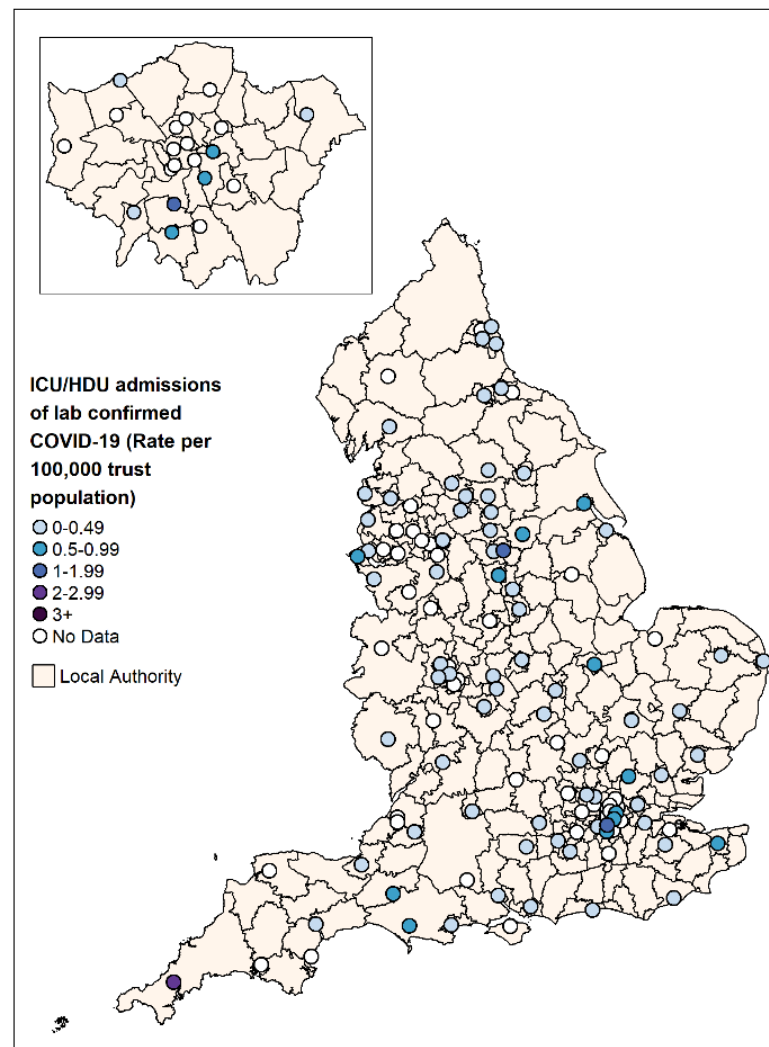 ICU/HDU admissions
of lab confirmed
COVID-19 (Rate per
100,000 trust
population)
0-0.49
0.5-0.99
1-1.99
2-2.99
3+
No Data
Local Authority